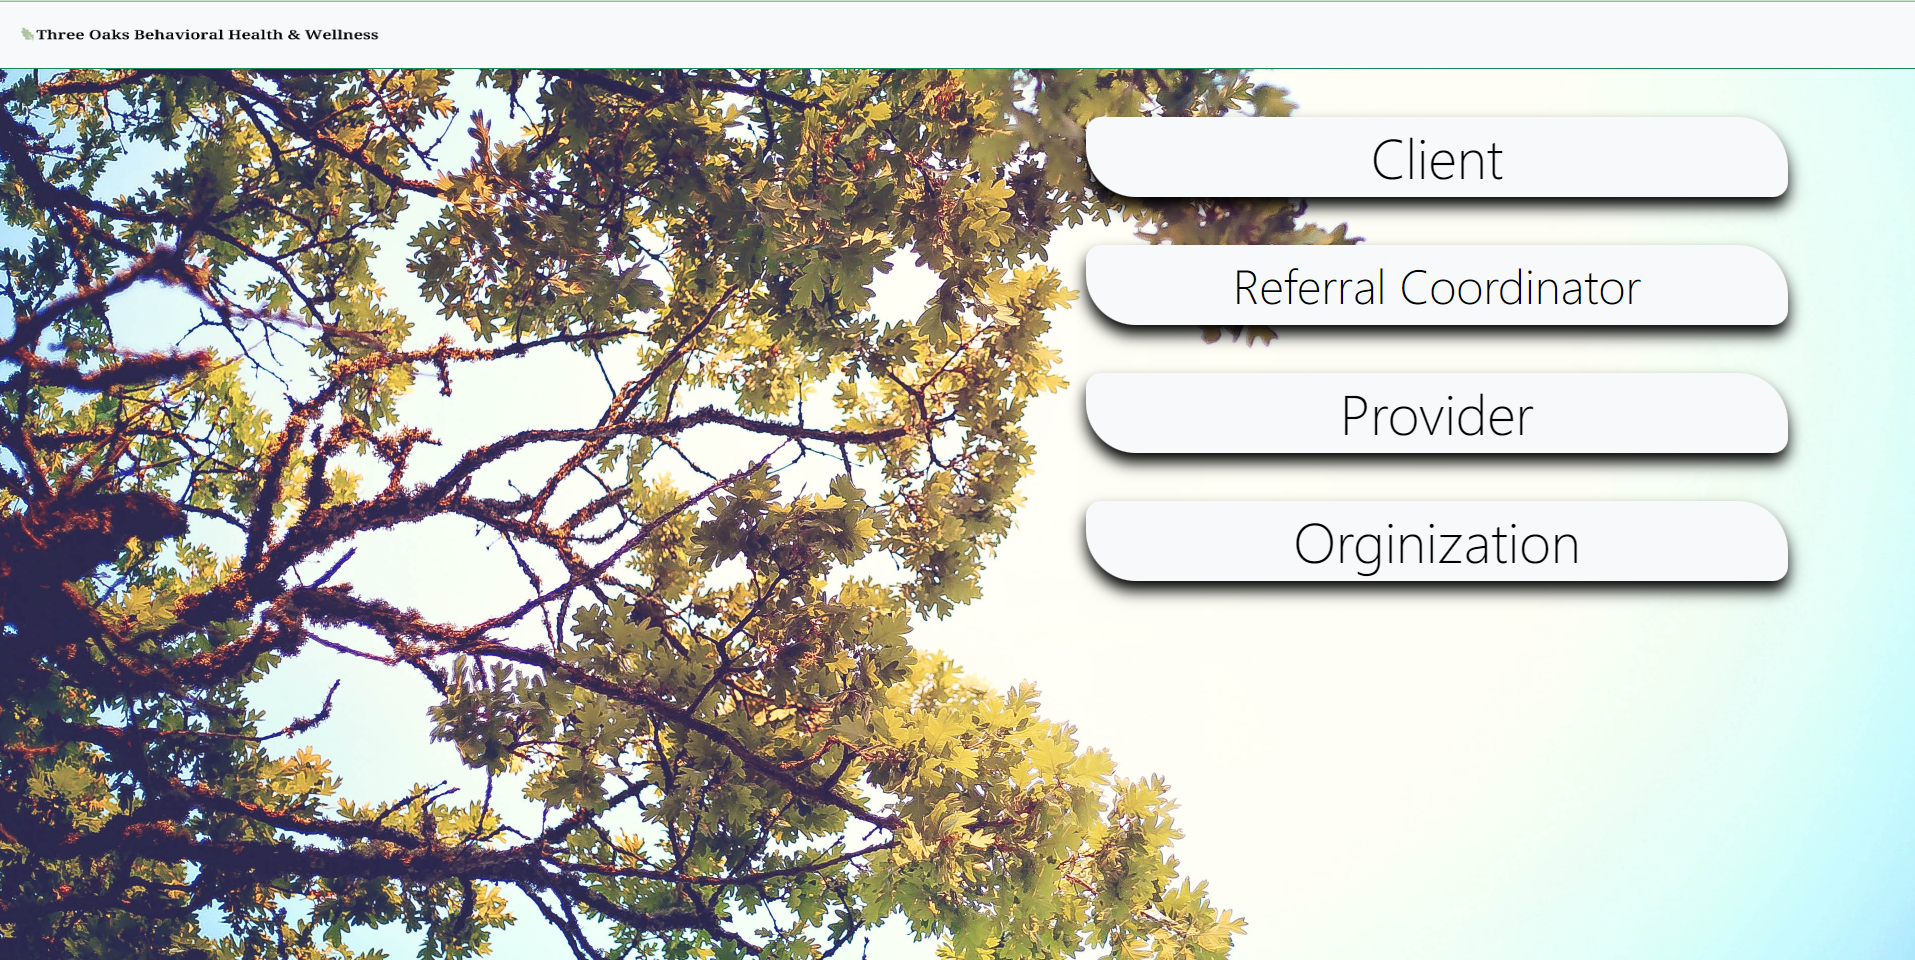 Three Oaks Behavioral Health & Wellness
Client
Referral Coordinator
Provider
Orginization